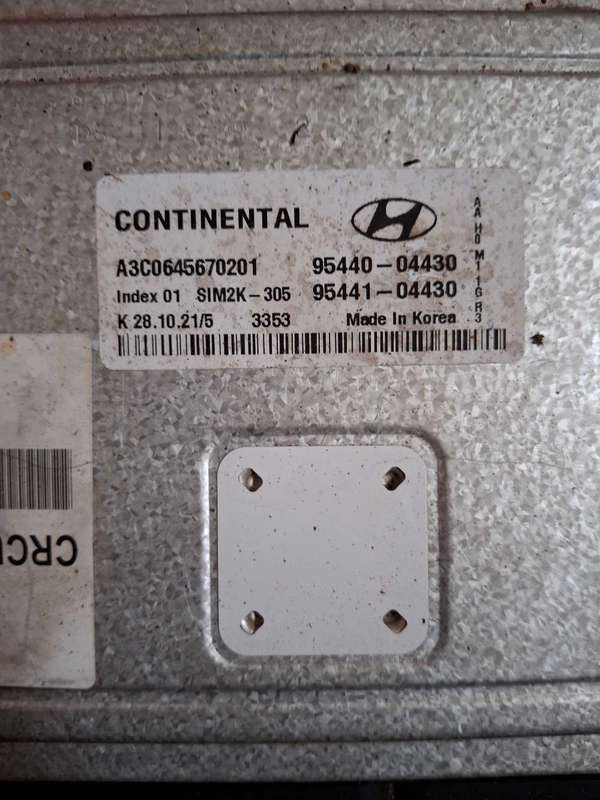 CONTINENTAL
A3C0645670201 95440-04430
Index 01 SIM2K-305 95441-04430
K 28.10.21/5 3353 Made In Korea
AA H0 M1 1G R3
CRCU